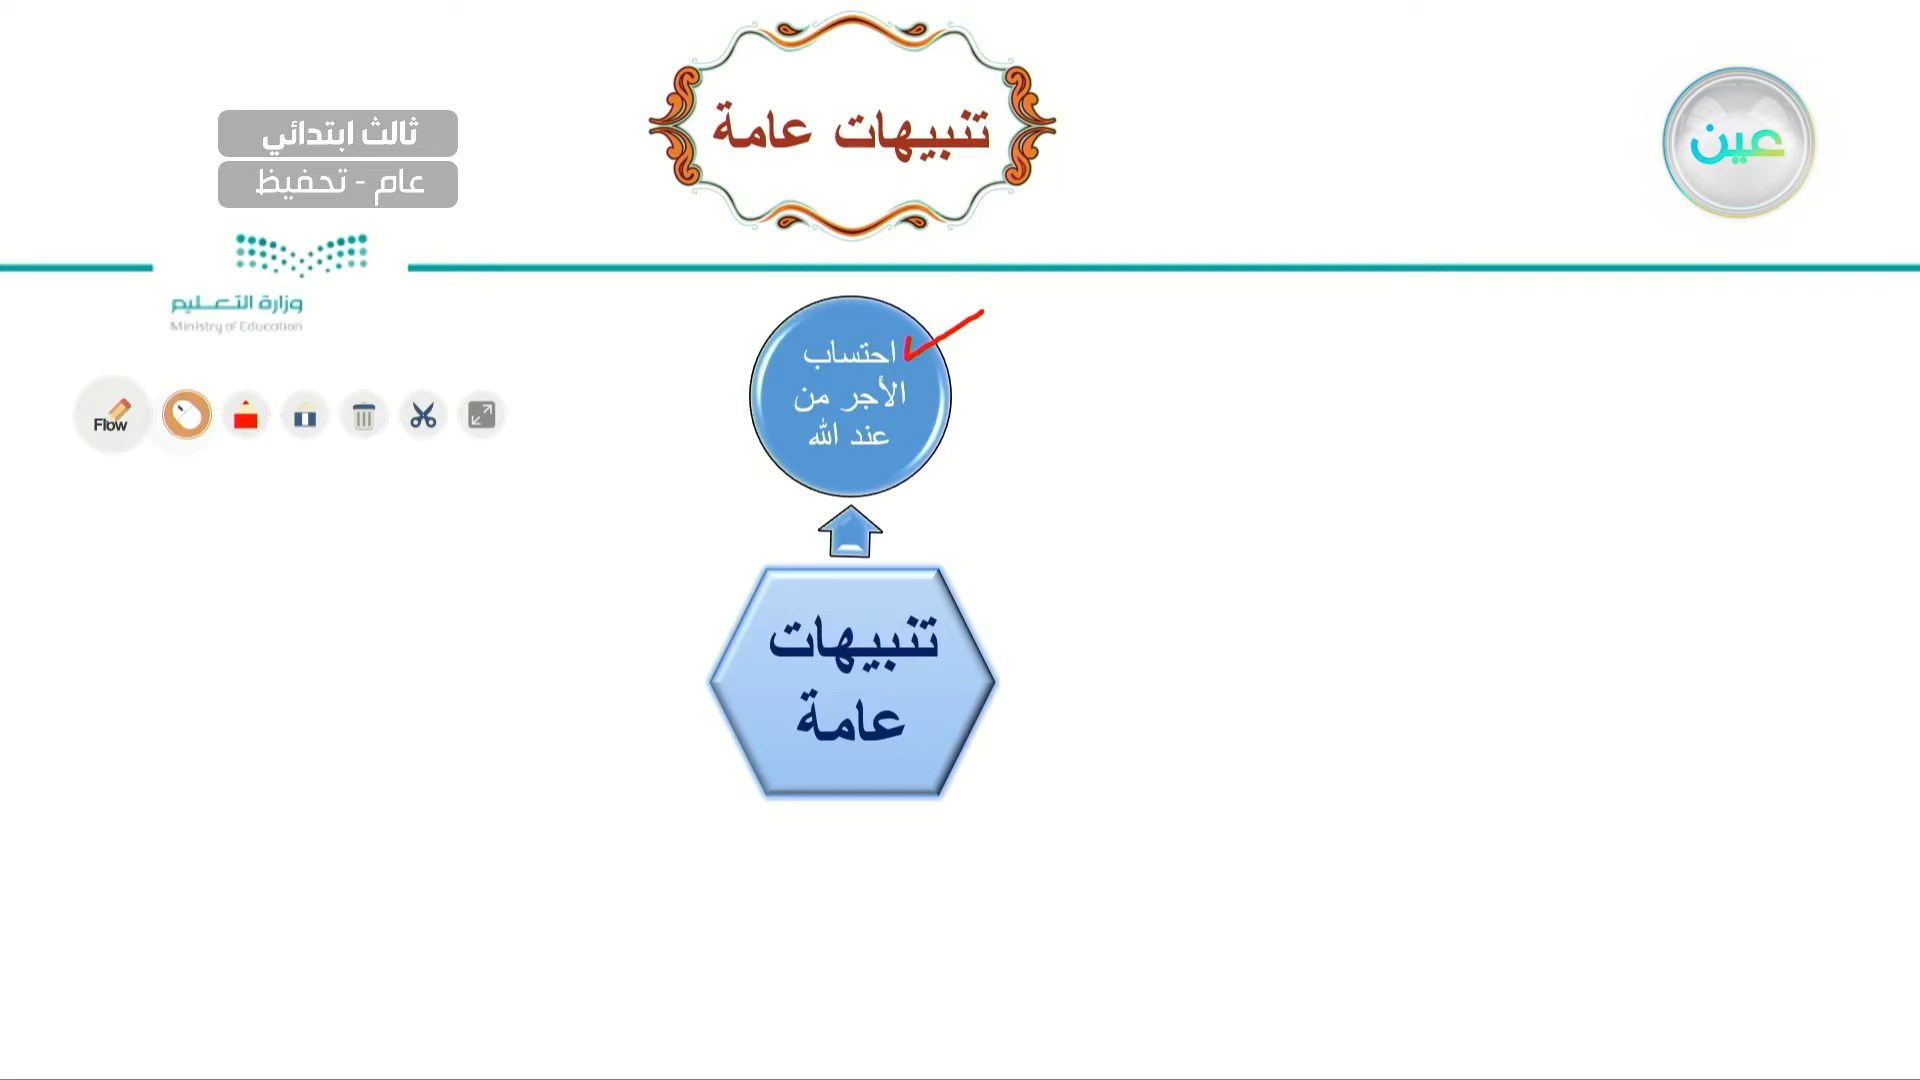 تنبيهات عامة
عين
ثالث ابتدائي
عام - تحفيظ
وزارة التعليم
Ministry of Education
Flow
احتساب
الأجر من
عند الله
تنبيهات
عامة